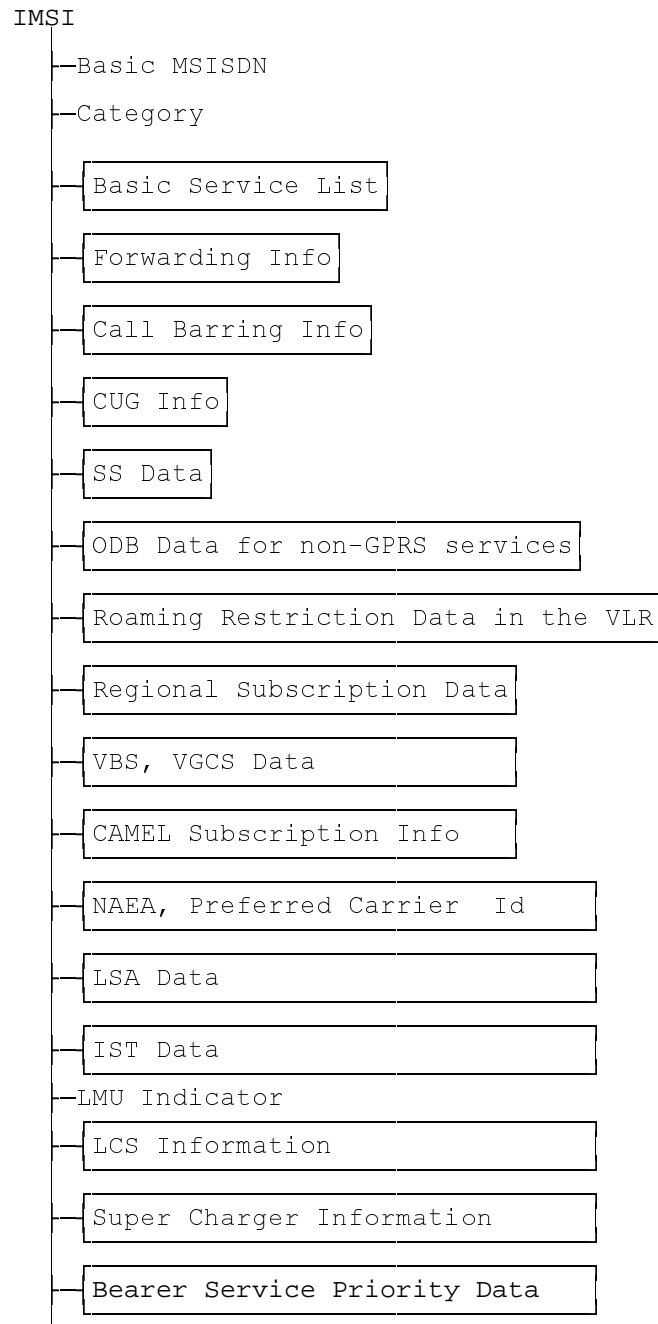 IMSI
Basic MSISDN
Category
Basic Service List
Forwarding Info
Call Barring Info
CUG Info
SS Data
ODB Data for non-GPRS services
Roaming Restriction Data in the VLR
Regional Subscription Data
VBS, VGCS Data
CAMEL Subscription Info
NAEA, Preferred Carrier  Id
LSA Data
IST Data
LMU Indicator
LCS Information
Super Charger Information
Bearer Service Priority Data